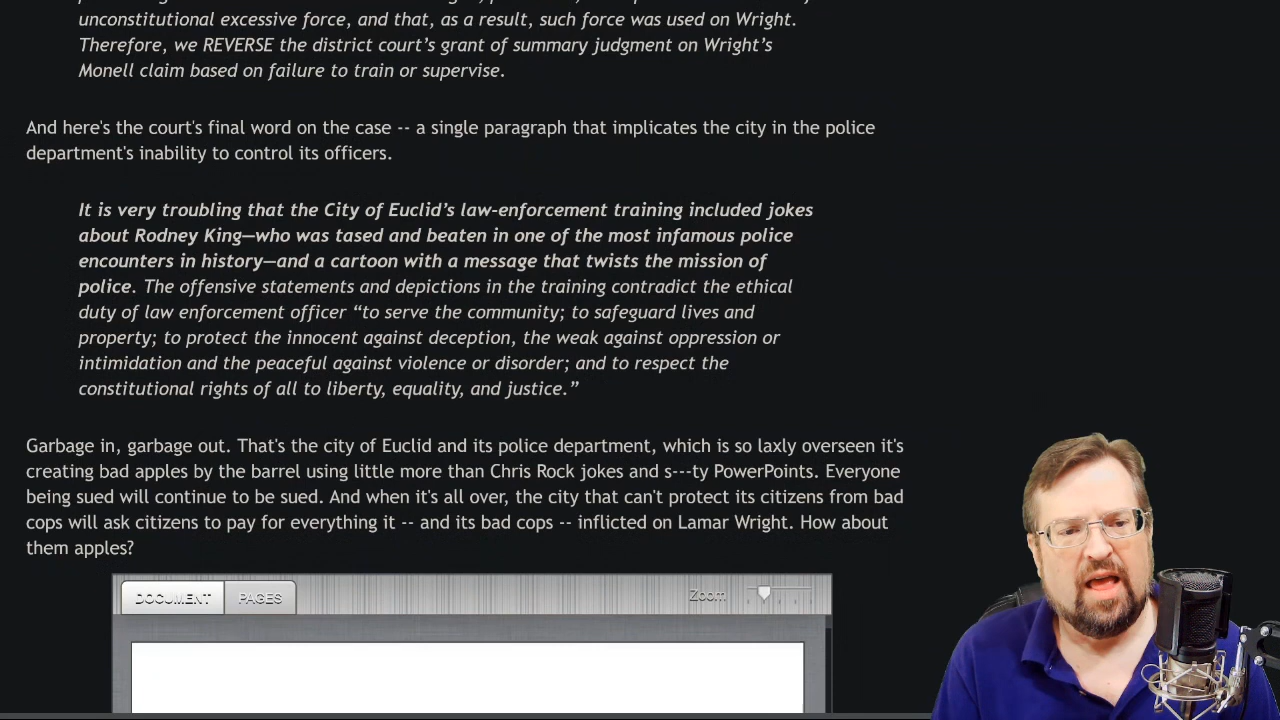 unconstitutional excessive force, and that, as a result, such force was used on Wright.
Therefore, we REVERSE the district court’s grant of summary judgment on Wright’s
Monell claim based on failure to train or supervise.
And here's the court's final word on the case -- a single paragraph that implicates the city in the police
department's inability to control its officers.
It is very troubling that the City of Euclid’s law-enforcement training included jokes
about Rodney King—who was tased and beaten in one of the most infamous police
encounters in history—and a cartoon with a message that twists the mission of
police. The offensive statements and depictions in the training contradict the ethical
duty of law enforcement officer “to serve the community; to safeguard lives and
property; to protect the innocent against deception, the weak against oppression or
intimidation and the peaceful against violence or disorder; and to respect the
constitutional rights of all to liberty, equality, and justice.”
Garbage in, garbage out. That's the city of Euclid and its police department, which is so laxly overseen it's
creating bad apples by the barrel using little more than Chris Rock jokes and s---ty PowerPoints. Everyone
being sued will continue to be sued. And when it's all over, the city that can't protect its citizens from bad
cops will ask citizens to pay for everything it -- and its bad cops -- inflicted on Lamar Wright. How about
them apples?
DOCUMENT PAGES Zoom